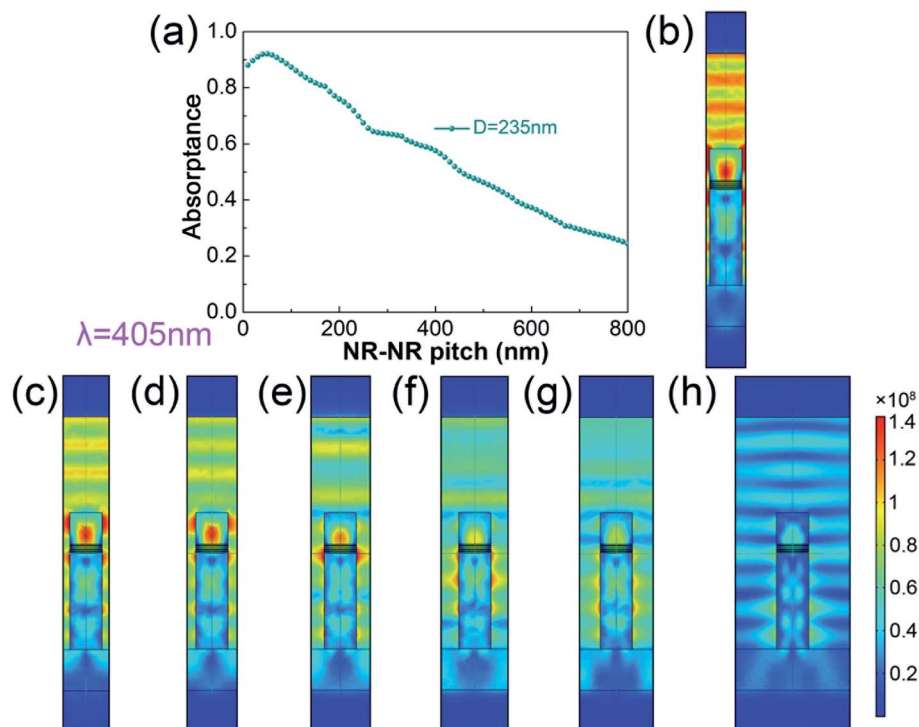 (a)
1.0
0.8
0.6
0.4
0.2
0.0
Absorptance
D=235nm
0 200 400 600 800
NR-NR pitch (nm)
λ=405nm
(b)
(c) (d) (e) (f) (g) (h)
×10⁸
1.4
1.2
1
0.8
0.6
0.4
0.2